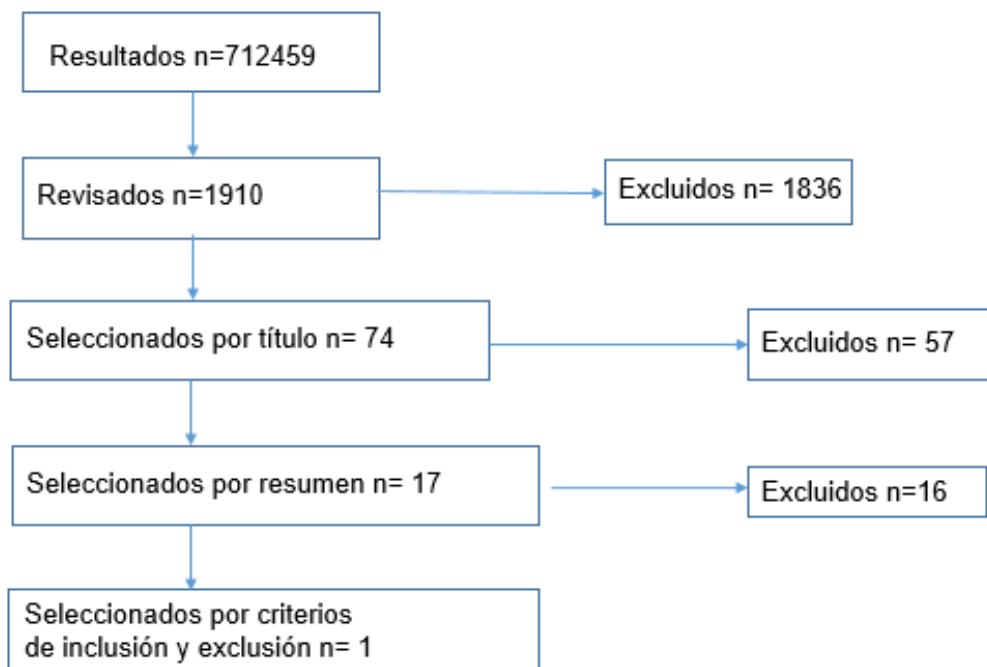 Resultados n=712459
Revisados n=1910
Excluidos n= 1836
Seleccionados por título n= 74
Excluidos n= 57
Seleccionados por resumen n= 17
Excluidos n=16
Seleccionados por criterios
de inclusión y exclusión n= 1